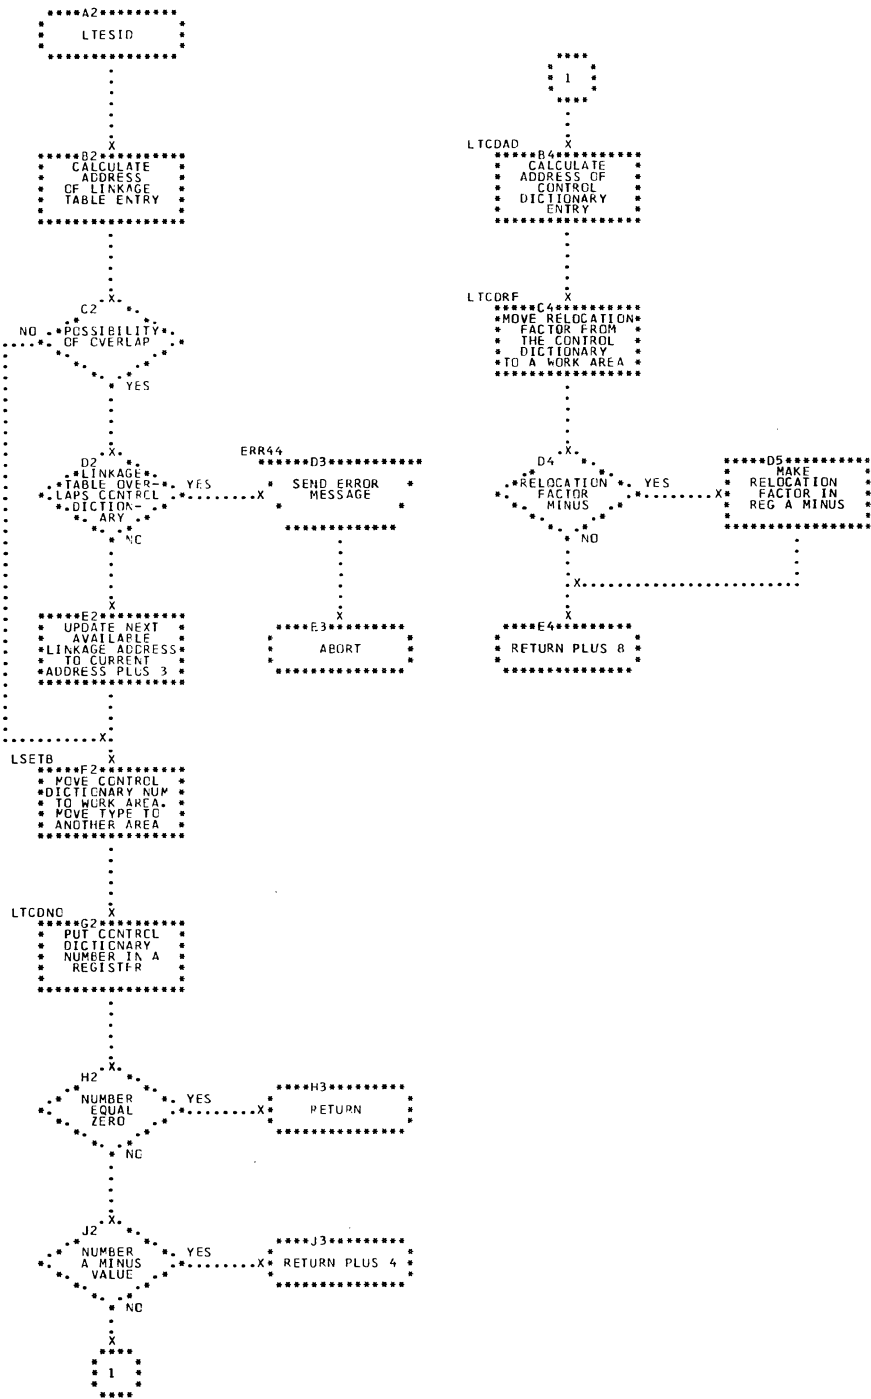 A2
LTESID
B2
CALCULATE
ADDRESS
OF LINKAGE
TABLE ENTRY
C2
NO
POSSIBILITY
OF OVERLAP
YES
D2
LINKAGE
TABLE OVER-
LAPS CONTROL
DICTION-
ARY
YES
NO
ERR44
D3
SEND ERROR
MESSAGE
E3
ABORT
E2
UPDATE NEXT
AVAILABLE
LINKAGE ADDRESS
TO CURRENT
ADDRESS PLUS 3
LSETB
F2
MOVE CONTROL
DICTIONARY NUM
TO WORK AREA.
MOVE TYPE TO
ANOTHER AREA
LTCDNO
G2
PUT CONTROL
DICTIONARY
NUMBER IN A
REGISTER
H2
NUMBER
EQUAL
ZERO
YES
NO
H3
RETURN
J2
NUMBER
A MINUS
VALUE
YES
NO
J3
RETURN PLUS 4
1
1
LTCDAD
B4
CALCULATE
ADDRESS OF
CONTROL
DICTIONARY
ENTRY
LTCDRF
C4
MOVE RELOCATION
FACTOR FROM
THE CONTROL
DICTIONARY
TO A WORK AREA
D4
RELOCATION
FACTOR
MINUS
YES
NO
D5
MAKE
RELOCATION
FACTOR IN
REG A MINUS
E4
RETURN PLUS 8